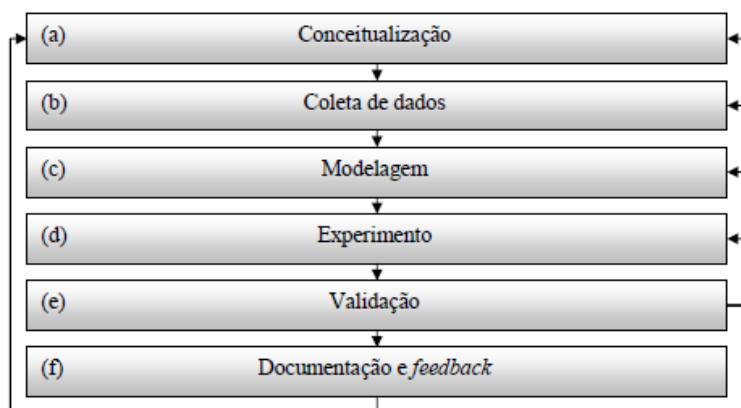 (a) Conceitualização
(b) Coleta de dados
(c) Modelagem
(d) Experimento
(e) Validação
(f) Documentação e feedback